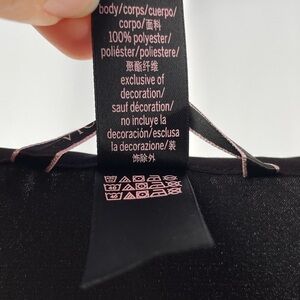 body/corps/cuerpo/
corpo/面料
100% polyester/
poliéster/poliestere/
聚酯纤维
exclusive of
decoration/
sauf décoration/
no incluye la
decoración/esclusa
la decorazione/装
饰除外